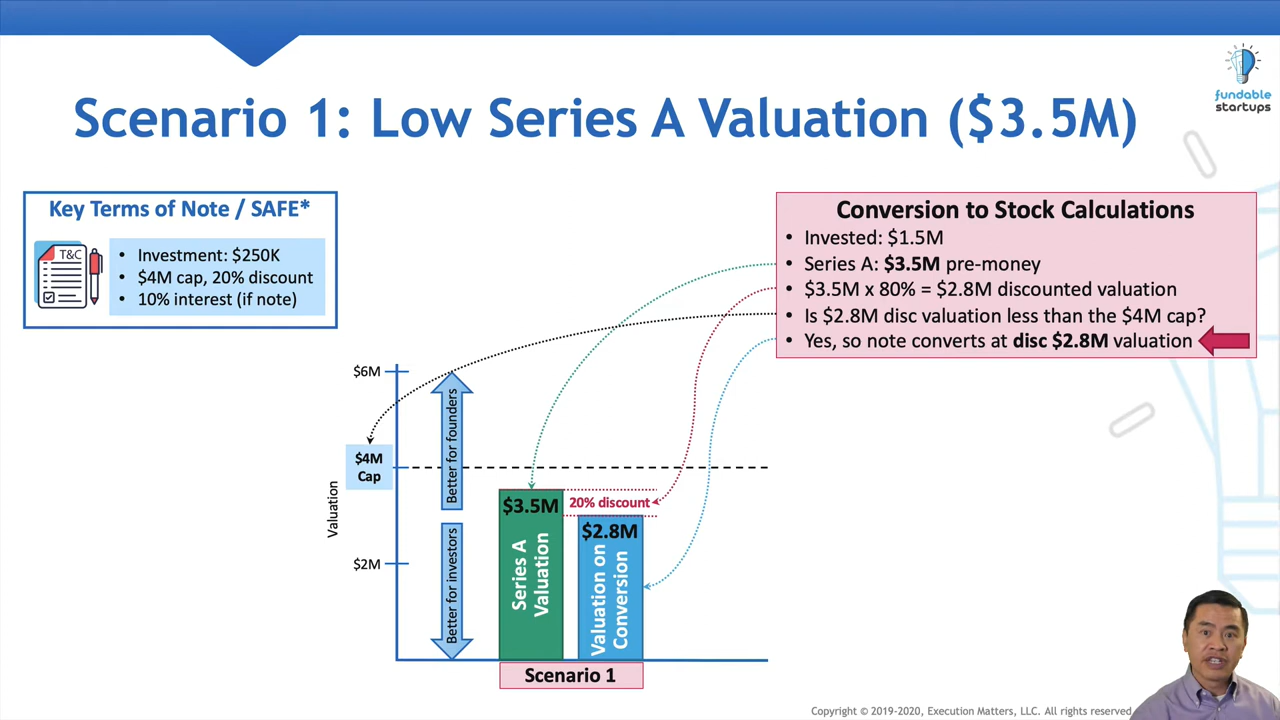 fundable
startups
Scenario 1: Low Series A Valuation ($3.5M)
Key Terms of Note / SAFE*
T&C
• Investment: $250K
• $4M cap, 20% discount
• 10% interest (if note)
Conversion to Stock Calculations
• Invested: $1.5M
• Series A: $3.5M pre-money
• $3.5M x 80% = $2.8M discounted valuation
• Is $2.8M disc valuation less than the $4M cap?
• Yes, so note converts at disc $2.8M valuation
$6M
$4M
Cap
$2M
Valuation
Better for founders
Better for investors
$3.5M
Series A
Valuation
20% discount
$2.8M
Valuation on
Conversion
Scenario 1
Copyright © 2019-2020, Execution Matters, LLC. All rights reserved